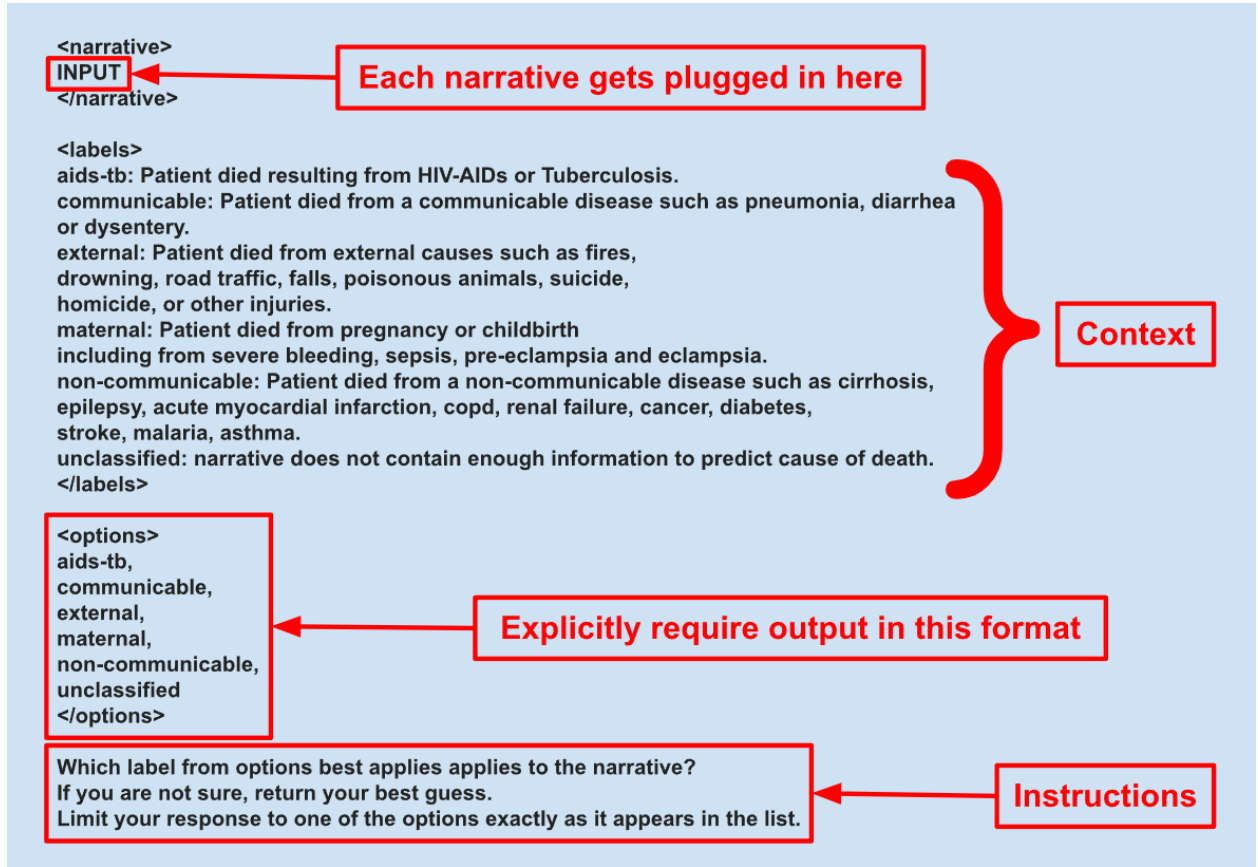 <narrative>
INPUT
Each narrative gets plugged in here
</narrative>
<labels>
aids-tb: Patient died resulting from HIV-AIDs or Tuberculosis.
communicable: Patient died from a communicable disease such as pneumonia, diarrhea
or dysentery.
external: Patient died from external causes such as fires,
drowning, road traffic, falls, poisonous animals, suicide,
homicide, or other injuries.
maternal: Patient died from pregnancy or childbirth
including from severe bleeding, sepsis, pre-eclampsia and eclampsia.
non-communicable: Patient died from a non-communicable disease such as cirrhosis,
epilepsy, acute myocardial infarction, copd, renal failure, cancer, diabetes,
stroke, malaria, asthma.
unclassified: narrative does not contain enough information to predict cause of death.
</labels>
Context
<options>
aids-tb,
communicable,
external,
maternal,
non-communicable,
unclassified
</options>
Explicitly require output in this format
Which label from options best applies applies to the narrative?
If you are not sure, return your best guess.
Limit your response to one of the options exactly as it appears in the list.
Instructions